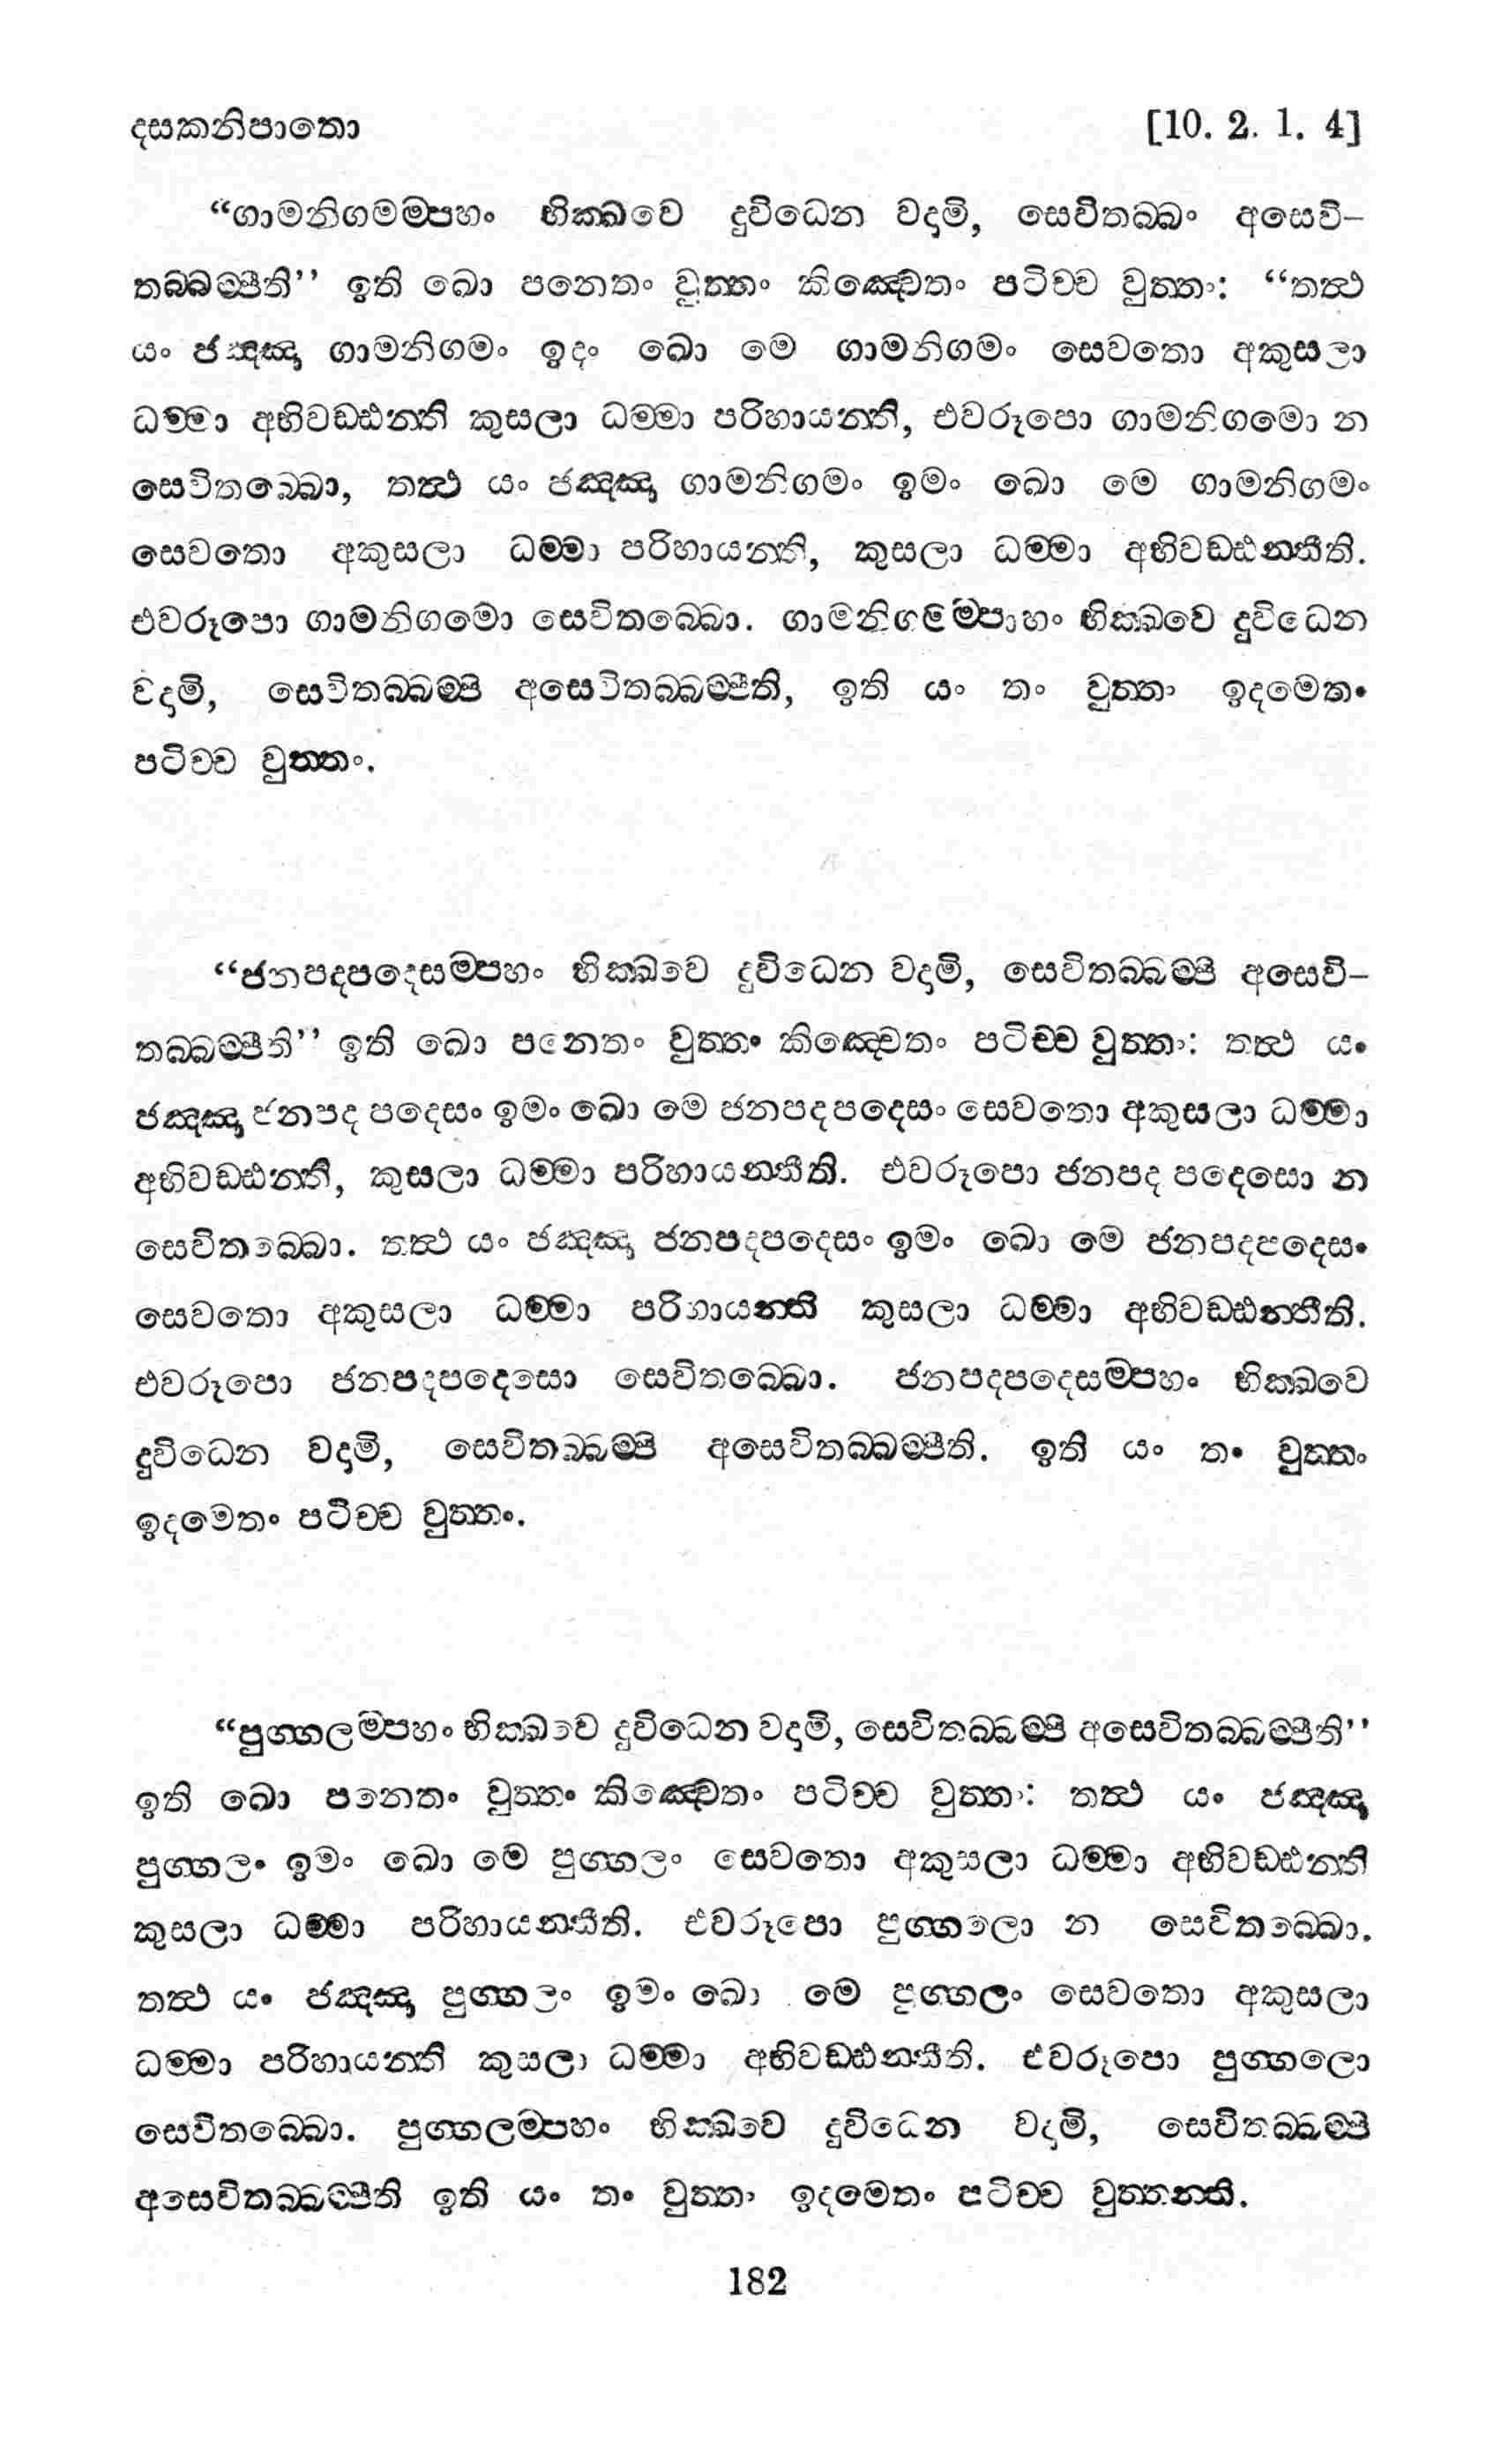 දසකනිපාතො [10. 2. 1. 4]
“ගාමනිගමම්පහං භික්ඛවෙ දුවිධෙන වදාමි, සෙවිතබ්බං අසෙවි–
තබ්බම්පීති’’ ඉති ඛො පනෙතං වුත්තං කිඤ්චෙතං පටිච්ච වුත්තං: “තත්ථ
යං ජඤ්ඤා ගාමනිගමං ඉදං ඛො මෙ ගාමනිගමං සෙවතො අකුසලා
ධම්මා අභිවඩ්ඪන්ති කුසලා ධම්මා පරිහායන්ති, එවරූපො ගාමනිගමො න
සෙවිතබ්බො, තත්ථ යං ජඤ්ඤා ගාමනිගමං ඉමං ඛො මෙ ගාමනිගමං
සෙවතො අකුසලා ධම්මා පරිහායන්ති, කුසලා ධම්මා අභිවඩ්ඪන්තීති.
එවරූපො ගාමනිගමො සෙවිතබ්බො. ගාමනිගමම්පාහං භික්ඛවෙ දුවිධෙන
වදාමි, සෙවිතබ්බම්පි අසෙවිතබ්බම්පීති, ඉති යං තං වුත්තං ඉදමෙතං
පටිච්ච වුත්තං.
“ජනපදපදෙසම්පහං භික්ඛවෙ දුවිධෙන වදාමි, සෙවිතබ්බම්පි අසෙවි–
තබ්බම්පීති’’ ඉති ඛො පනෙතං වුත්තං කිඤ්චෙතං පටිච්ච වුත්තං: තත්ථ යං
ජඤ්ඤා ජනපද පදෙසං ඉමං ඛො මෙ ජනපදපදෙසං සෙවතො අකුසලා ධම්මා
අභිවඩ්ඪන්ති, කුසලා ධම්මා පරිහායන්තීති. එවරූපො ජනපද පදෙසො න
සෙවිතබ්බො. තත්ථ යං ජඤ්ඤා ජනපදපදෙසං ඉමං ඛො මෙ ජනපදපදෙසං
සෙවතො අකුසලා ධම්මා පරිහායන්ති කුසලා ධම්මා අභිවඩ්ඪන්තීති.
එවරූපො ජනපදපදෙසො සෙවිතබ්බො. ජනපදපදෙසම්පහං භික්ඛවෙ
දුවිධෙන වදාමි, සෙවිතබ්බම්පි අසෙවිතබ්බම්පීති. ඉති යං තං වුත්තං
ඉදමෙතං පටිච්ච වුත්තං.
“පුග්ගලම්පහං භික්ඛවෙ දුවිධෙන වදාමි, සෙවිතබ්බම්පි අසෙවිතබ්බම්පීති’’
ඉති ඛො පනෙතං වුත්තං කිඤ්චෙතං පටිච්ච වුත්තං: තත්ථ යං ජඤ්ඤා
පුග්ගලං ඉමං ඛො මෙ පුග්ගලං සෙවතො අකුසලා ධම්මා අභිවඩ්ඪන්ති
කුසලා ධම්මා පරිහායන්තීති. එවරූපො පුග්ගලො න සෙවිතබ්බො.
තත්ථ යං ජඤ්ඤා පුග්ගලං ඉමං ඛො මෙ පුග්ගලං සෙවතො අකුසලා
ධම්මා පරිහායන්ති කුසලා ධම්මා අභිවඩ්ඪන්තීති. එවරූපො පුග්ගලො
සෙවිතබ්බො. පුග්ගලම්පහං භික්ඛවෙ දුවිධෙන වදාමි, සෙවිතබ්බම්පි
අසෙවිතබ්බම්පීති ඉති යං තං වුත්තං ඉදමෙතං පටිච්ච වුත්තන්ති.
182